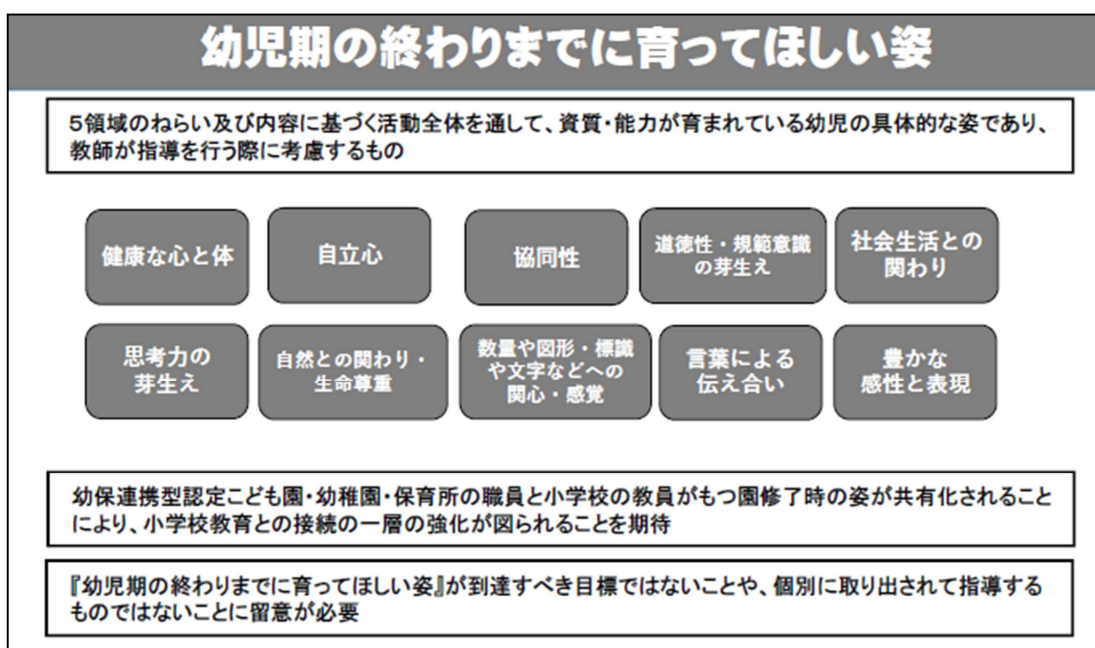 幼児期の終わりまでに育ってほしい姿
5領域のねらい及び内容に基づく活動全体を通して、資質・能力が育まれている幼児の具体的な姿であり、
教師が指導を行う際に考慮するもの
健康な心と体
自立心
協同性
道徳性・規範意識
の芽生え
社会生活との
関わり
思考力の
芽生え
自然との関わり・
生命尊重
数量や図形・標識
や文字などへの
関心・感覚
言葉による
伝え合い
豊かな
感性と表現
幼保連携型認定こども園・幼稚園・保育所の職員と小学校の教員がもつ園修了時の姿が共有化されること
により、小学校教育との接続の一層の強化が図られることを期待
『幼児期の終わりまでに育ってほしい姿』が到達すべき目標ではないことや、個別に取り出されて指導する
ものではないことに留意が必要